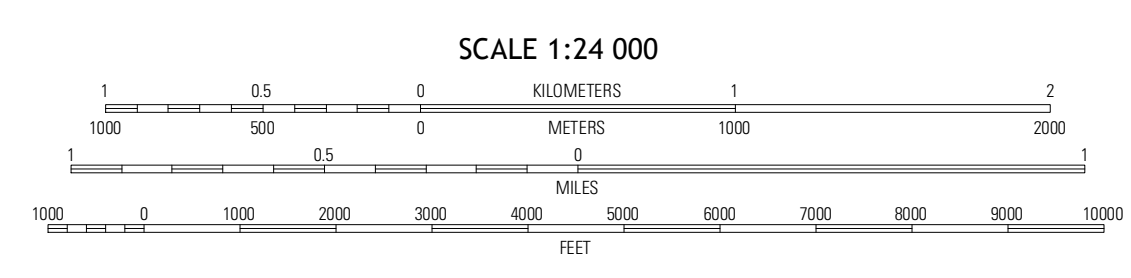 SCALE 1:24 000
1 0.5 0 KILOMETERS 1 2
1000 500 0 METERS 1000 2000
1 0.5 0 1
MILES
1000 0 1000 2000 3000 4000 5000 6000 7000 8000 9000 10000
FEET